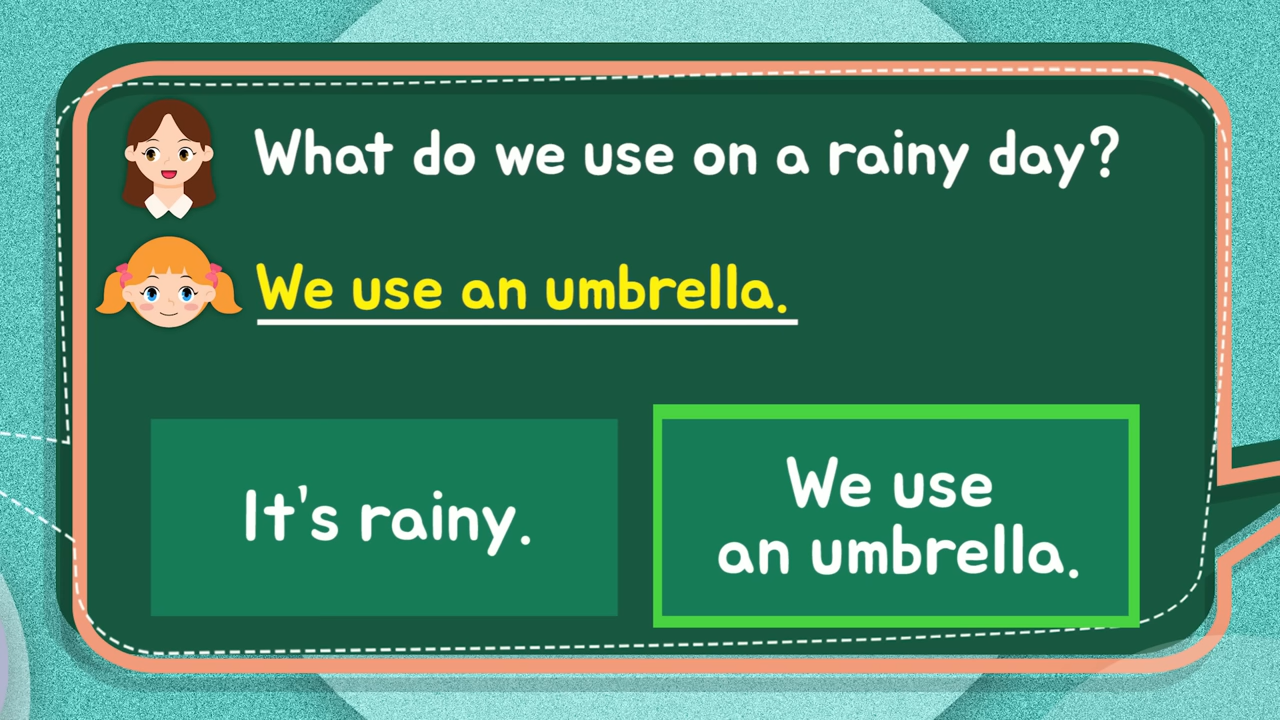 What do we use on a rainy day?
We use an umbrella.
It's rainy.
We use
an umbrella.